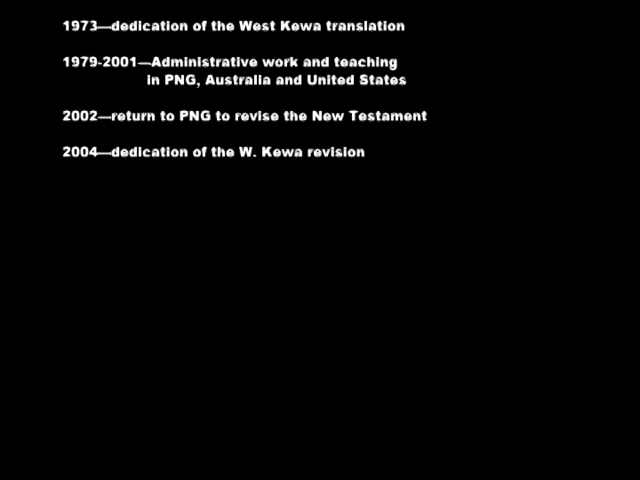 1973—dedication of the West Kewa translation
1979-2001—Administrative work and teaching
in PNG, Australia and United States
2002—return to PNG to revise the New Testament
2004—dedication of the W. Kewa revision